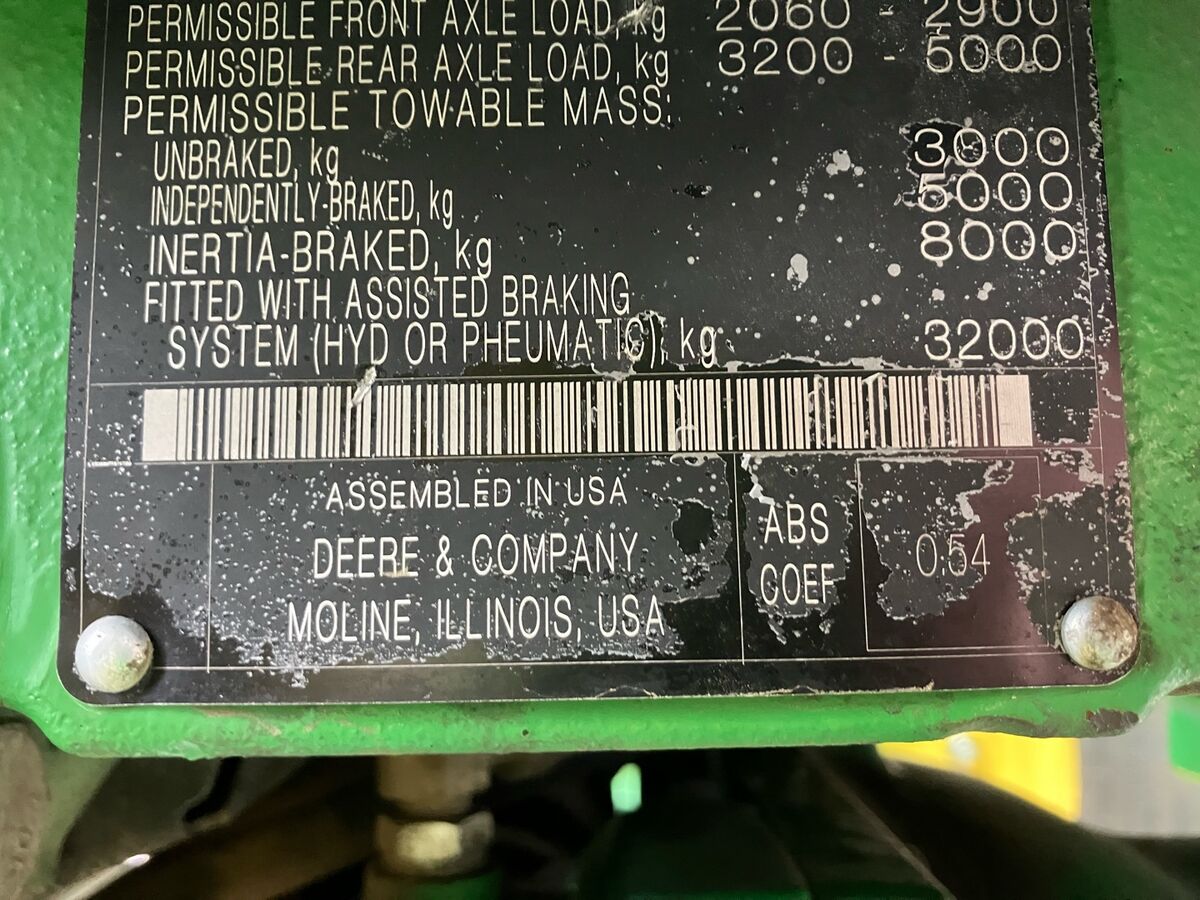 PERMISSIBLE FRONT AXLE LOAD, kg 2060 - 2900
PERMISSIBLE REAR AXLE LOAD, kg 3200 - 5000
PERMISSIBLE TOWABLE MASS:
UNBRAKED, kg 3000
INDEPENDENTLY-BRAKED, kg 5000
INERTIA-BRAKED, kg 8000
FITTED WITH ASSISTED BRAKING
SYSTEM (HYD OR PHEUMATIC), kg 32000
ASSEMBLED IN USA
DEERE & COMPANY
MOLINE, ILLINOIS, USA
ABS
COEF
0.54